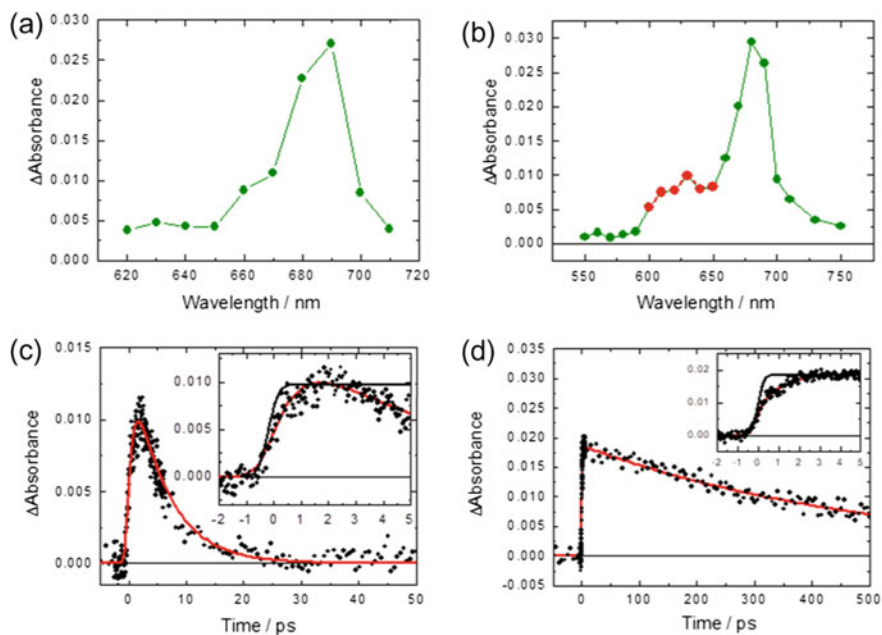 (a)
0.030
0.025
0.020
0.015
0.010
0.005
0.000
ΔAbsorbance
620 640 660 680 700 720
Wavelength / nm
(b)
0.030
0.025
0.020
0.015
0.010
0.005
0.000
ΔAbsorbance
550 600 650 700 750
Wavelength / nm
(c)
0.015
0.010
0.005
0.000
ΔAbsorbance
0 10 20 30 40 50
Time / ps
0.010
0.005
0.000
-2 -1 0 1 2 3 4 5
(d)
0.035
0.030
0.025
0.020
0.015
0.010
0.005
0.000
-0.005
ΔAbsorbance
0 100 200 300 400 500
Time / ps
0.02
0.01
0.00
-2 -1 0 1 2 3 4 5